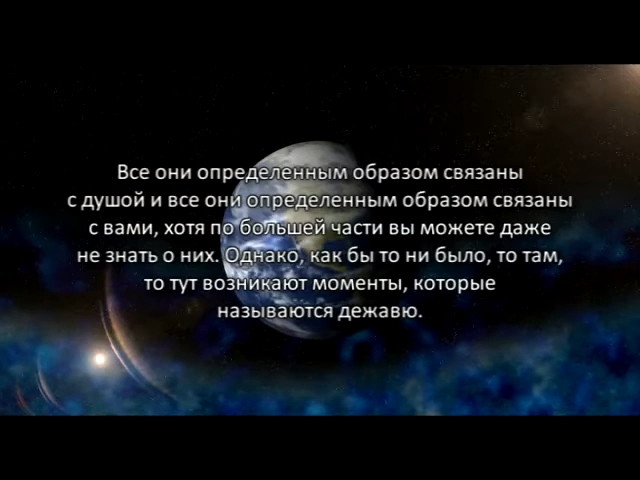 Все они определенным образом связаны
с душой и все они определенным образом связаны
с вами, хотя по большей части вы можете даже
не знать о них. Однако, как бы то ни было, то там,
то тут возникают моменты, которые
называются дежавю.